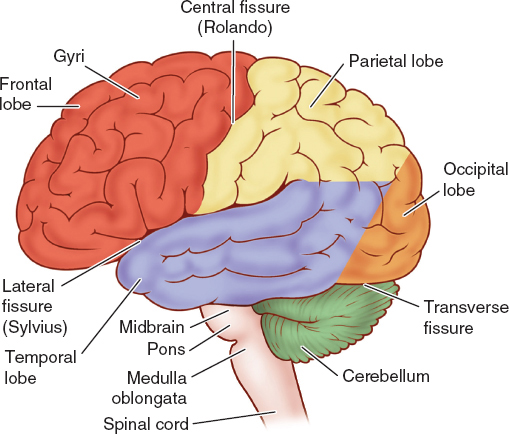 Central fissure
(Rolando)
Gyri
Parietal lobe
Frontal
lobe
Occipital
lobe
Lateral
fissure
(Sylvius)
Transverse
fissure
Midbrain
Pons
Temporal
lobe
Medulla
oblongata
Cerebellum
Spinal cord